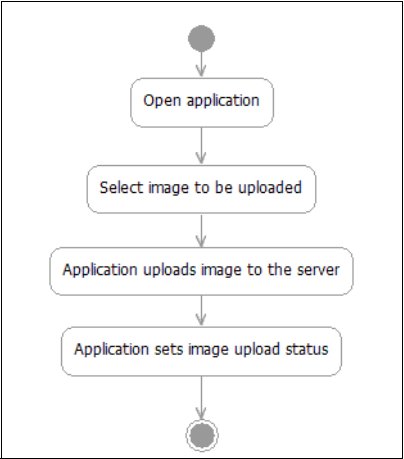 Open application
Select image to be uploaded
Application uploads image to the server
Application sets image upload status